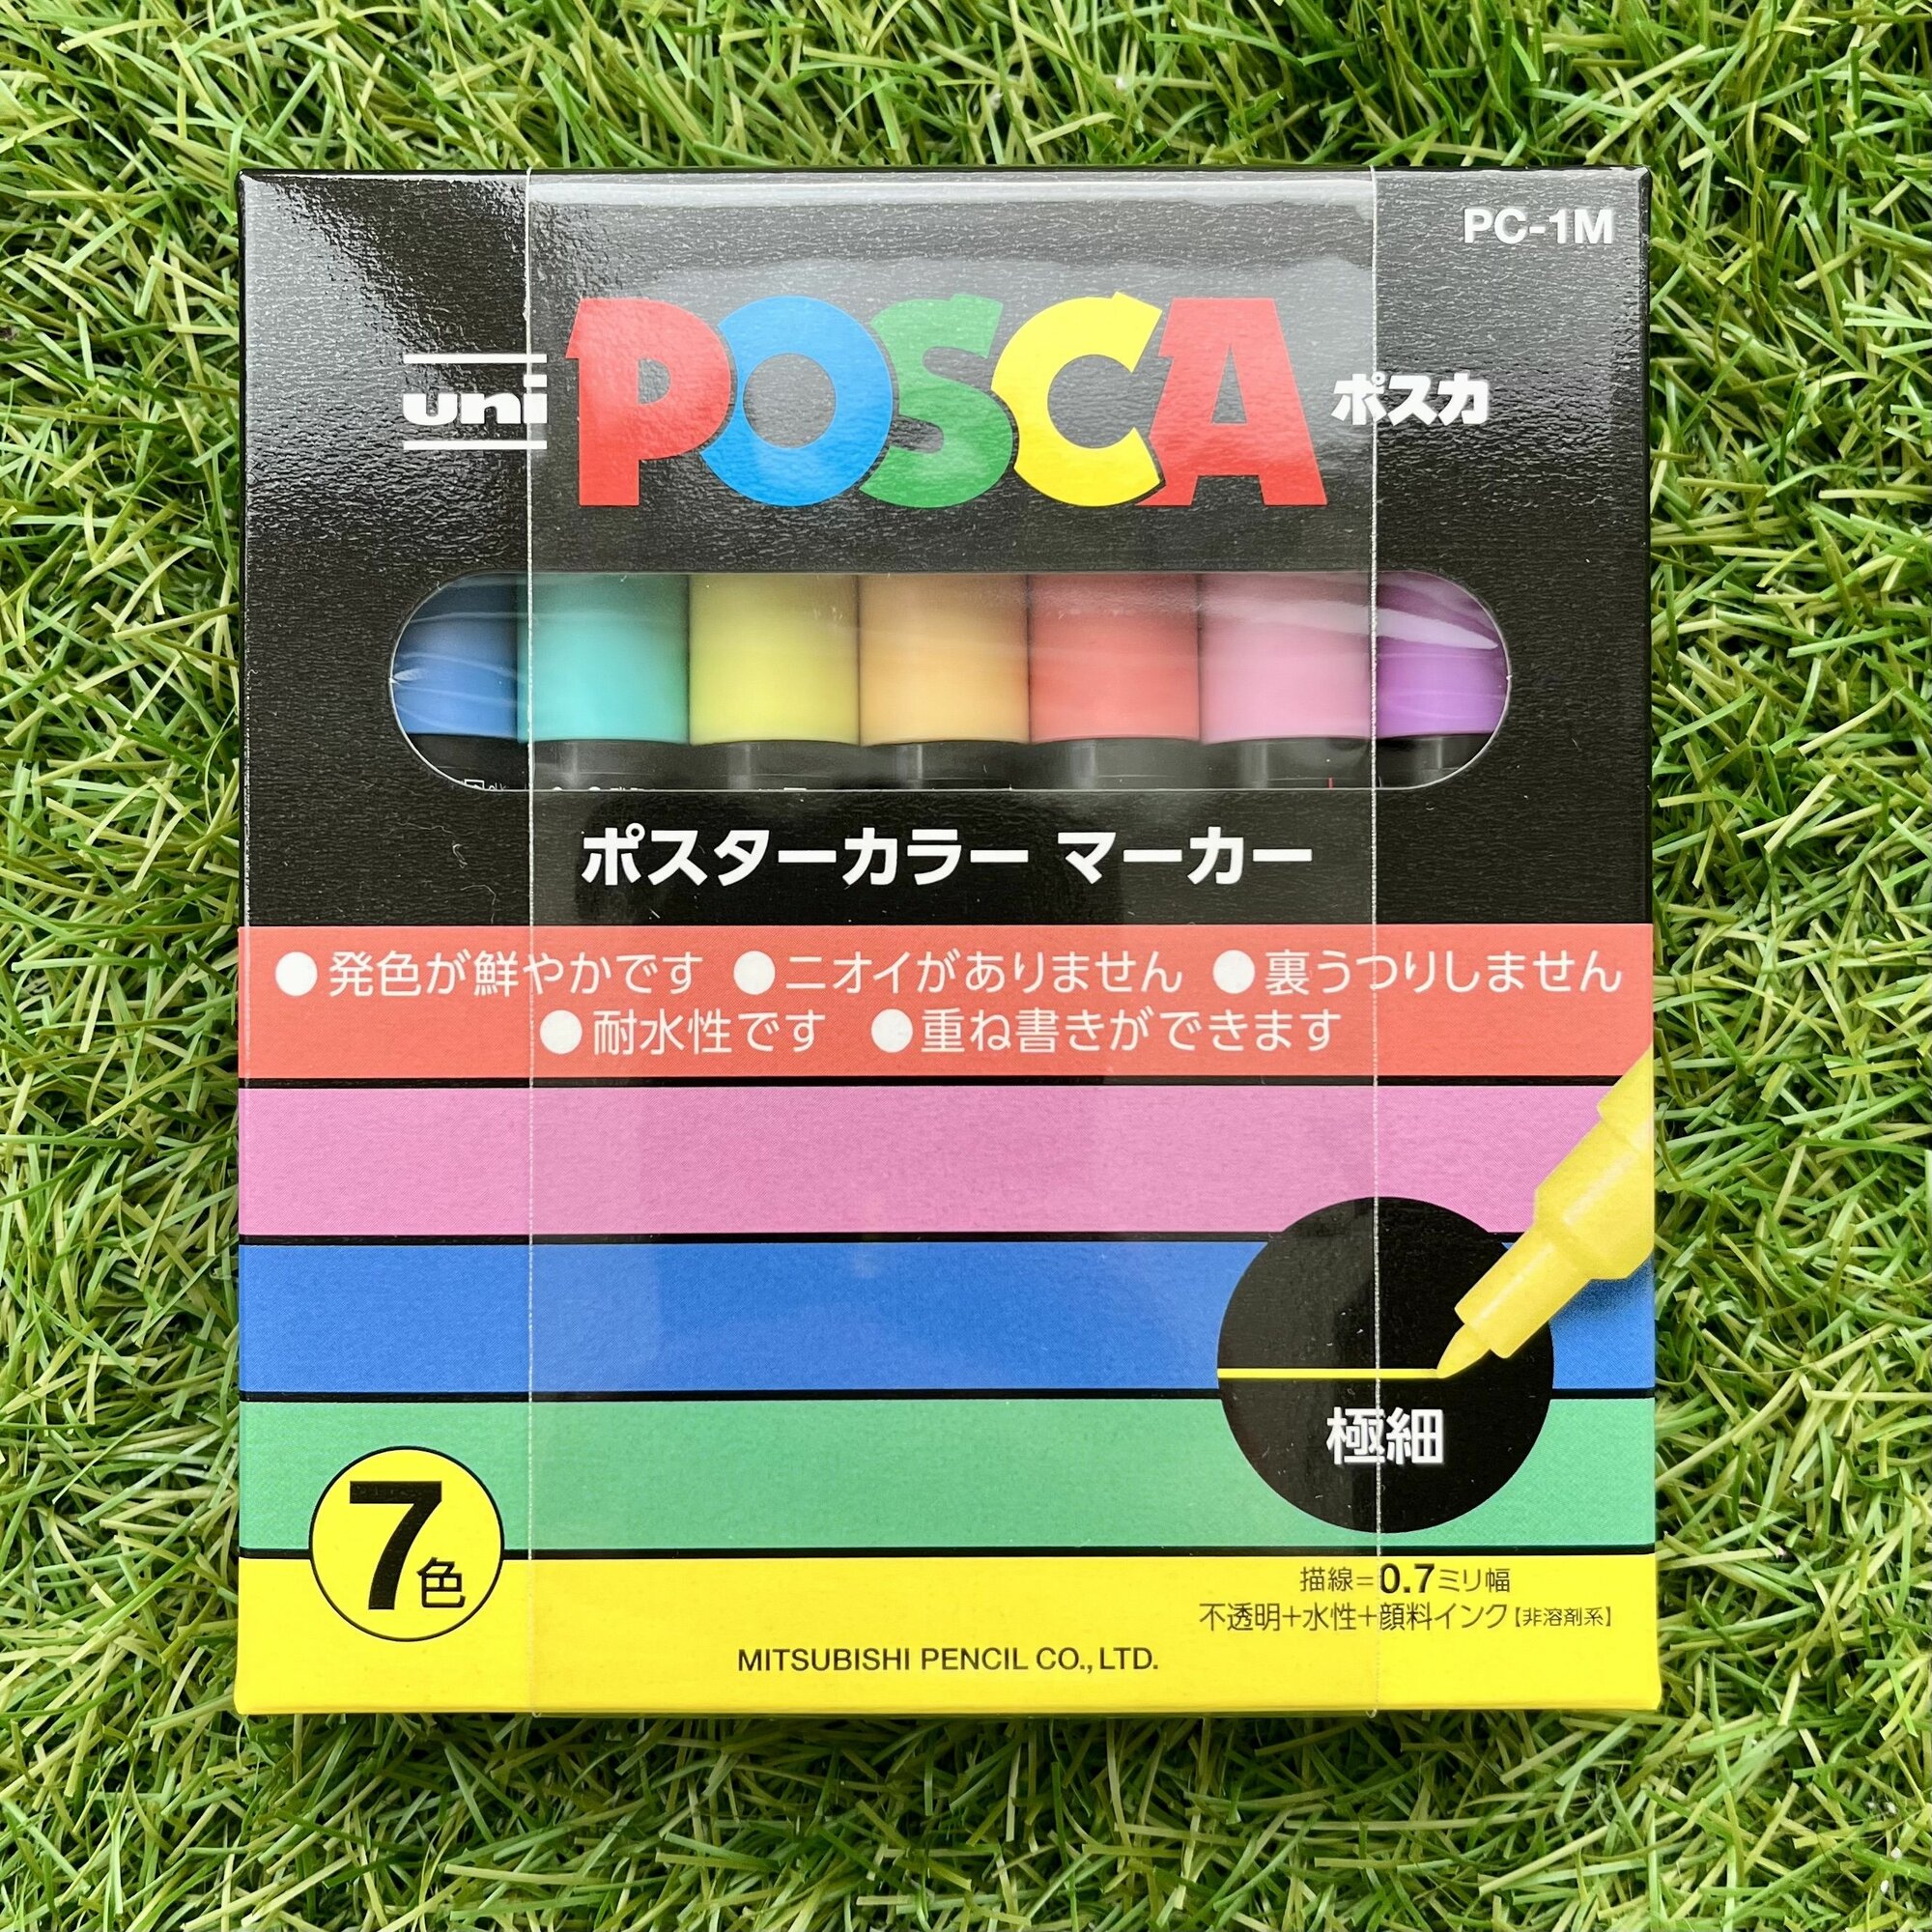 PC-1M
uni POSCA ポスカ
ポスターカラー マーカー
●発色が鮮やかです ●ニオイがありません ●裏うつりしません
●耐水性です ●重ね書きができます
極細
7色
描線=0.7ミリ幅
不透明+水性+顔料インク【非溶剤系】
MITSUBISHI PENCIL CO., LTD.